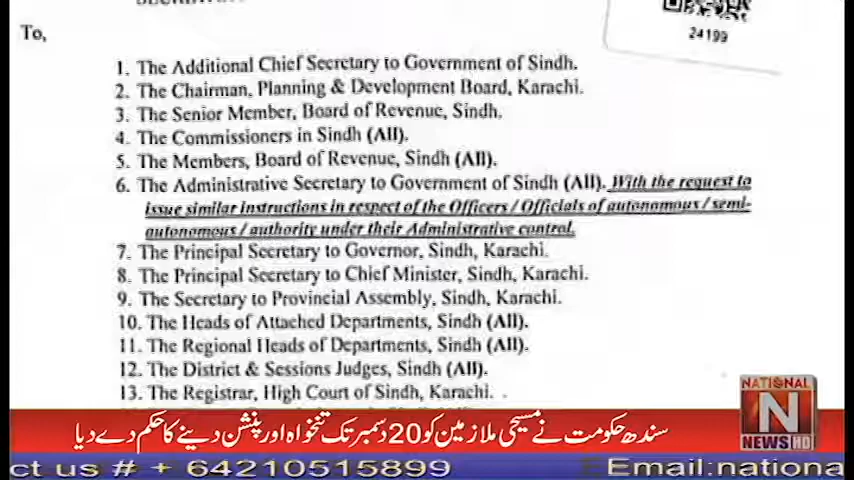 To,
24199
1. The Additional Chief Secretary to Government of Sindh.
2. The Chairman, Planning & Development Board, Karachi.
3. The Senior Member, Board of Revenue, Sindh.
4. The Commissioners in Sindh (All).
5. The Members, Board of Revenue, Sindh (All).
6. The Administrative Secretary to Government of Sindh (All). With the request to
issue similar instructions in respect of the Officers / Officials of autonomous / semi-
autonomous / authority under their Administrative control.
7. The Principal Secretary to Governor, Sindh, Karachi.
8. The Principal Secretary to Chief Minister, Sindh, Karachi.
9. The Secretary to Provincial Assembly, Sindh, Karachi.
10. The Heads of Attached Departments, Sindh (All).
11. The Regional Heads of Departments, Sindh (All).
12. The District & Sessions Judges, Sindh (All).
13. The Registrar, High Court of Sindh, Karachi.
NATIONAL
N
NEWS HD
سندھ حکومت نے مسیحی ملازمین کو 20 دسمبر تک تنخواہ اور پنشن دینے کا حکم دے دیا
ct us # + 64210515899 Email:nationa